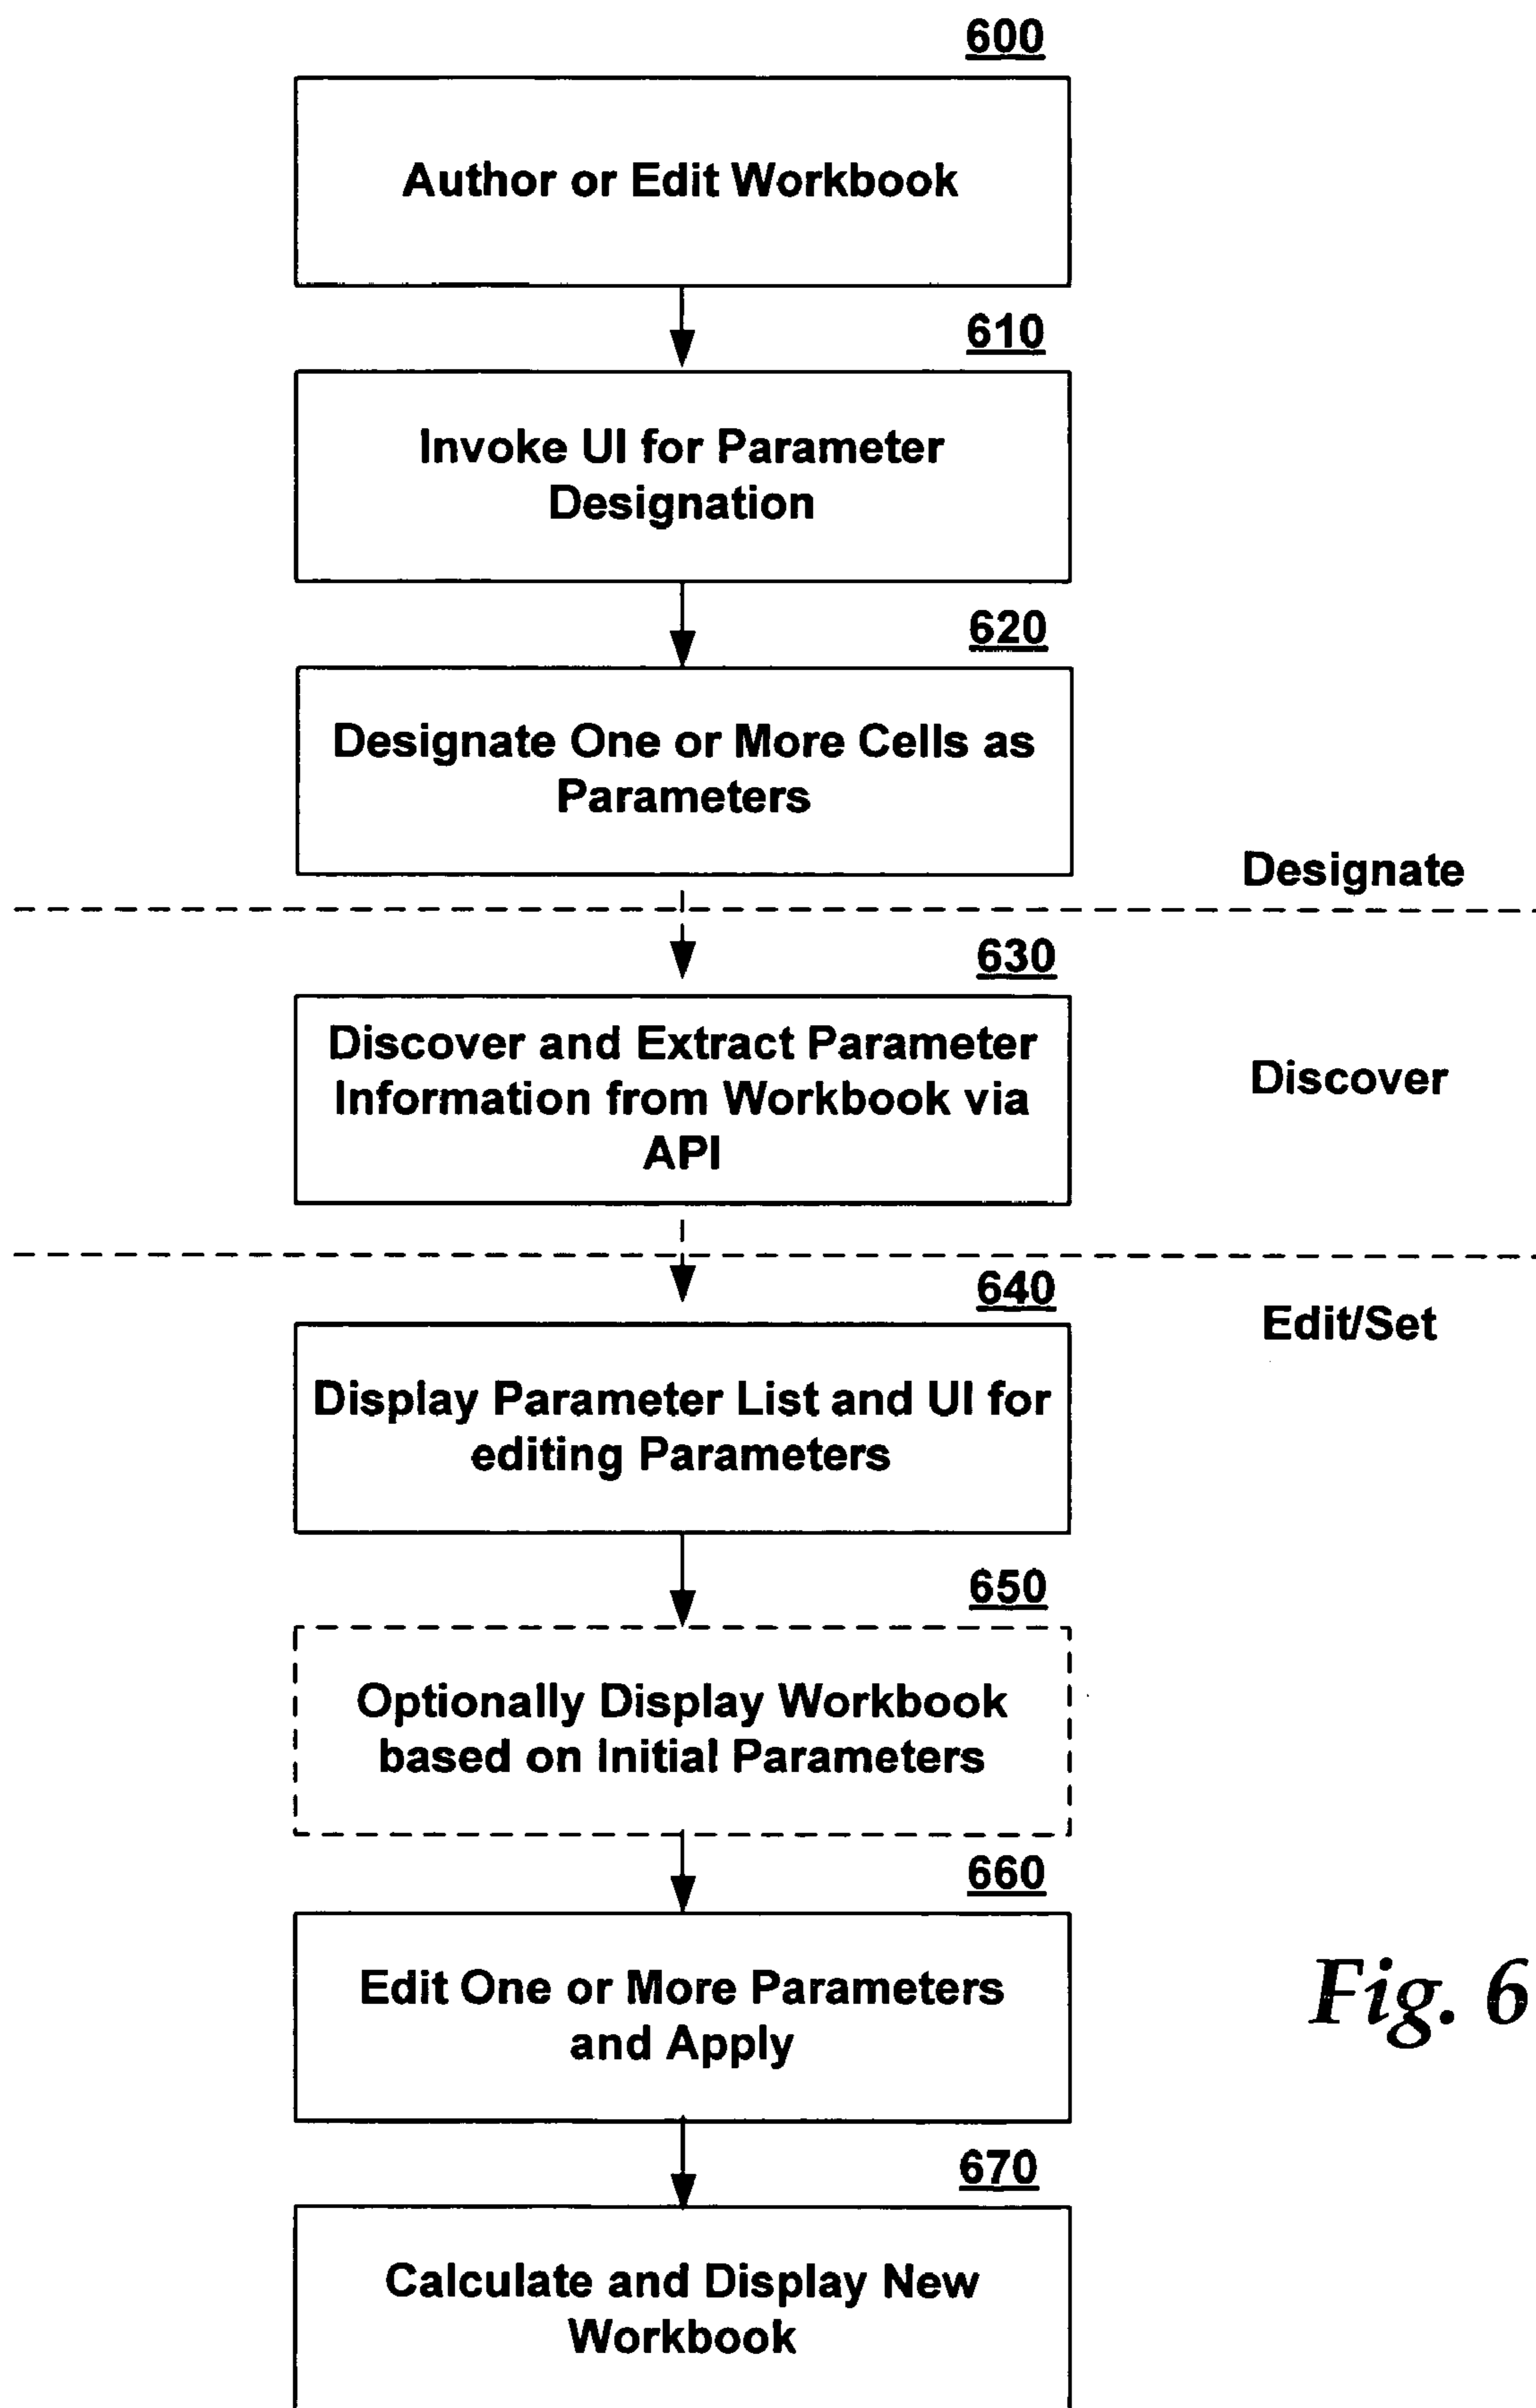 600
Author or Edit Workbook
610
Invoke UI for Parameter
Designation
620
Designate One or More Cells as
Parameters
Designate
630
Discover and Extract Parameter
Information from Workbook via
API
Discover
640
Edit/Set
Display Parameter List and UI for
editing Parameters
650
Optionally Display Workbook
based on Initial Parameters
660
Edit One or More Parameters
and Apply
Fig. 6
670
Calculate and Display New
Workbook